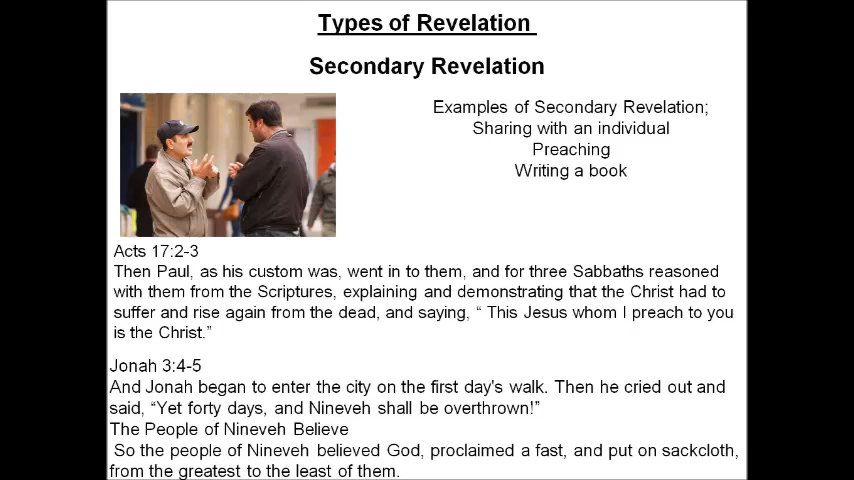 Types of Revelation
Secondary Revelation
Examples of Secondary Revelation;
Sharing with an individual
Preaching
Writing a book
Acts 17:2-3
Then Paul, as his custom was, went in to them, and for three Sabbaths reasoned
with them from the Scriptures, explaining and demonstrating that the Christ had to
suffer and rise again from the dead, and saying, “ This Jesus whom I preach to you
is the Christ.”
Jonah 3:4-5
And Jonah began to enter the city on the first day's walk. Then he cried out and
said, “Yet forty days, and Nineveh shall be overthrown!”
The People of Nineveh Believe
So the people of Nineveh believed God, proclaimed a fast, and put on sackcloth,
from the greatest to the least of them.